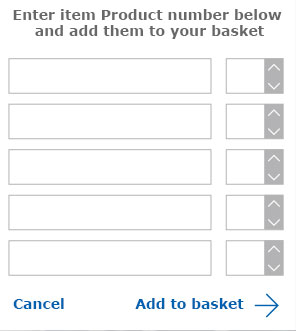 Enter item Product number below
and add them to your basket
Cancel
Add to basket